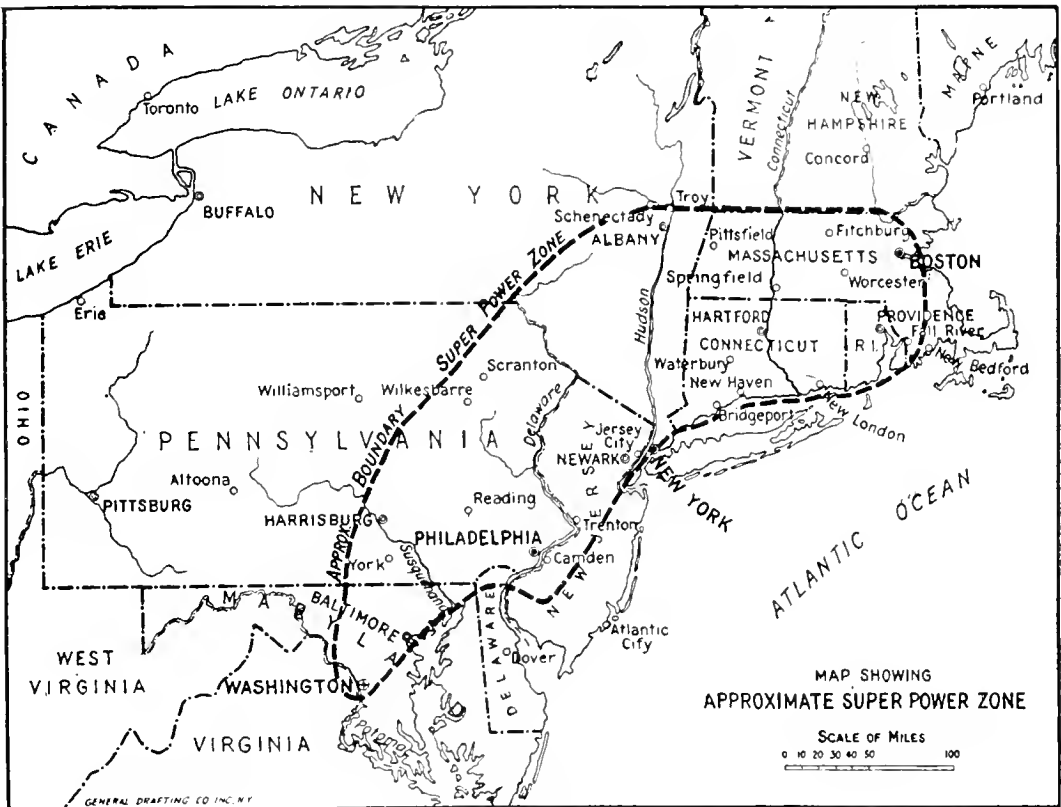 CANADA
Toronto
LAKE ONTARIO
VERMONT
Connecticut
NEW
HAMPSHIRE
Concord
MAINE
Portland
BUFFALO
NEW YORK
LAKE ERIE
Erie
Troy
Schenectady
ALBANY
Pittsfield
Fitchburg
MASSACHUSETTS
BOSTON
Springfield
Worcester
HARTFORD
PROVIDENCE
Fall River
CONNECTICUT
R.I.
New Bedford
Waterbury
New Haven
Bridgeport
New London
Hudson
APPROX. BOUNDARY SUPER POWER ZONE
Scranton
Williamsport
Wilkesbarre
Delaware
OHIO
PENNSYLVANIA
Jersey
City
NEWARK
NEW YORK
NEW JERSEY
Altoona
PITTSBURG
Reading
HARRISBURG
PHILADELPHIA
Trenton
Camden
York
Susquehanna
ATLANTIC OCEAN
MARYLAND
BALTIMORE
DELAWARE
Dover
Atlantic
City
WEST
VIRGINIA
WASHINGTON
Potomac
VIRGINIA
MAP SHOWING
APPROXIMATE SUPER POWER ZONE
SCALE OF MILES
0 10 20 30 40 50 100
GENERAL DRAFTING CO INC. N.Y.